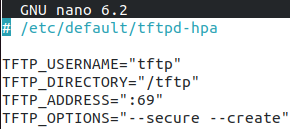 GNU nano 6.2
# /etc/default/tftpd-hpa
TFTP_USERNAME="tftp"
TFTP_DIRECTORY="/tftp"
TFTP_ADDRESS=":69"
TFTP_OPTIONS="--secure --create"